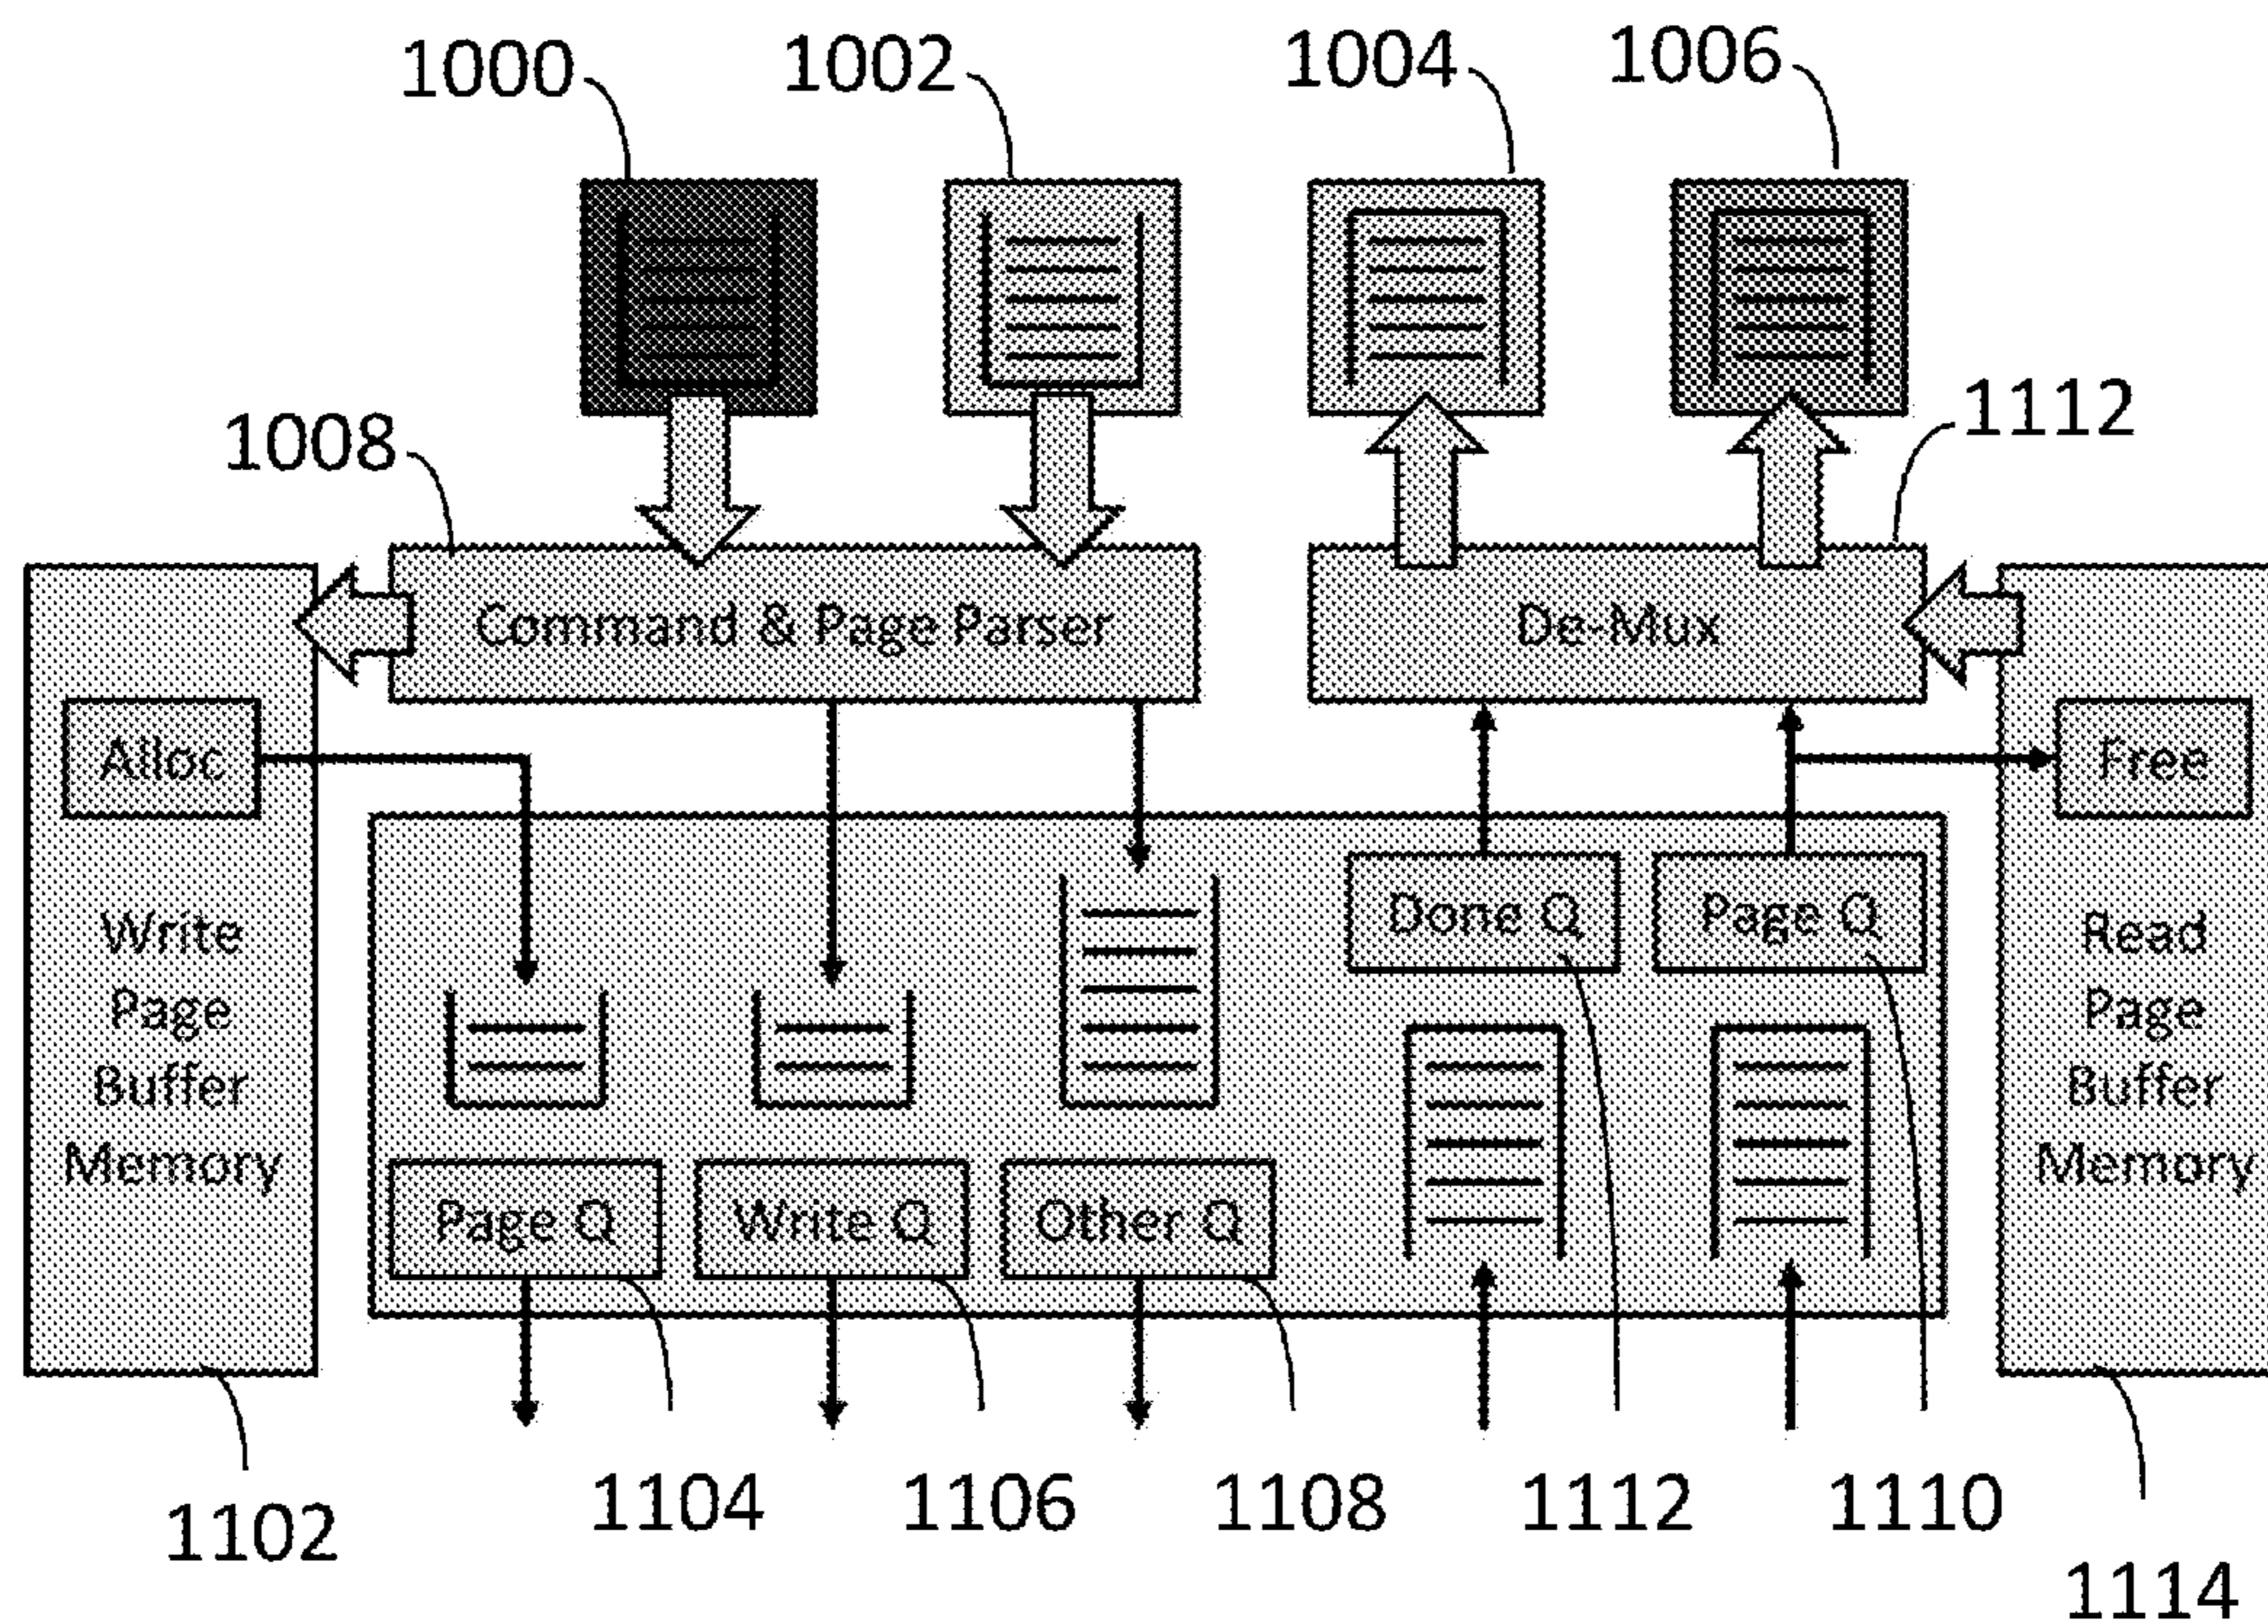 1000
1002
1004
1006
1008
1112
Command & Page Parser
De-Mux
Alloc
Free
Write
Page
Buffer
Memory
Done Q
Page Q
Read
Page
Buffer
Memory
Page Q
Write Q
Other Q
1102
1104
1106
1108
1112
1110
1114